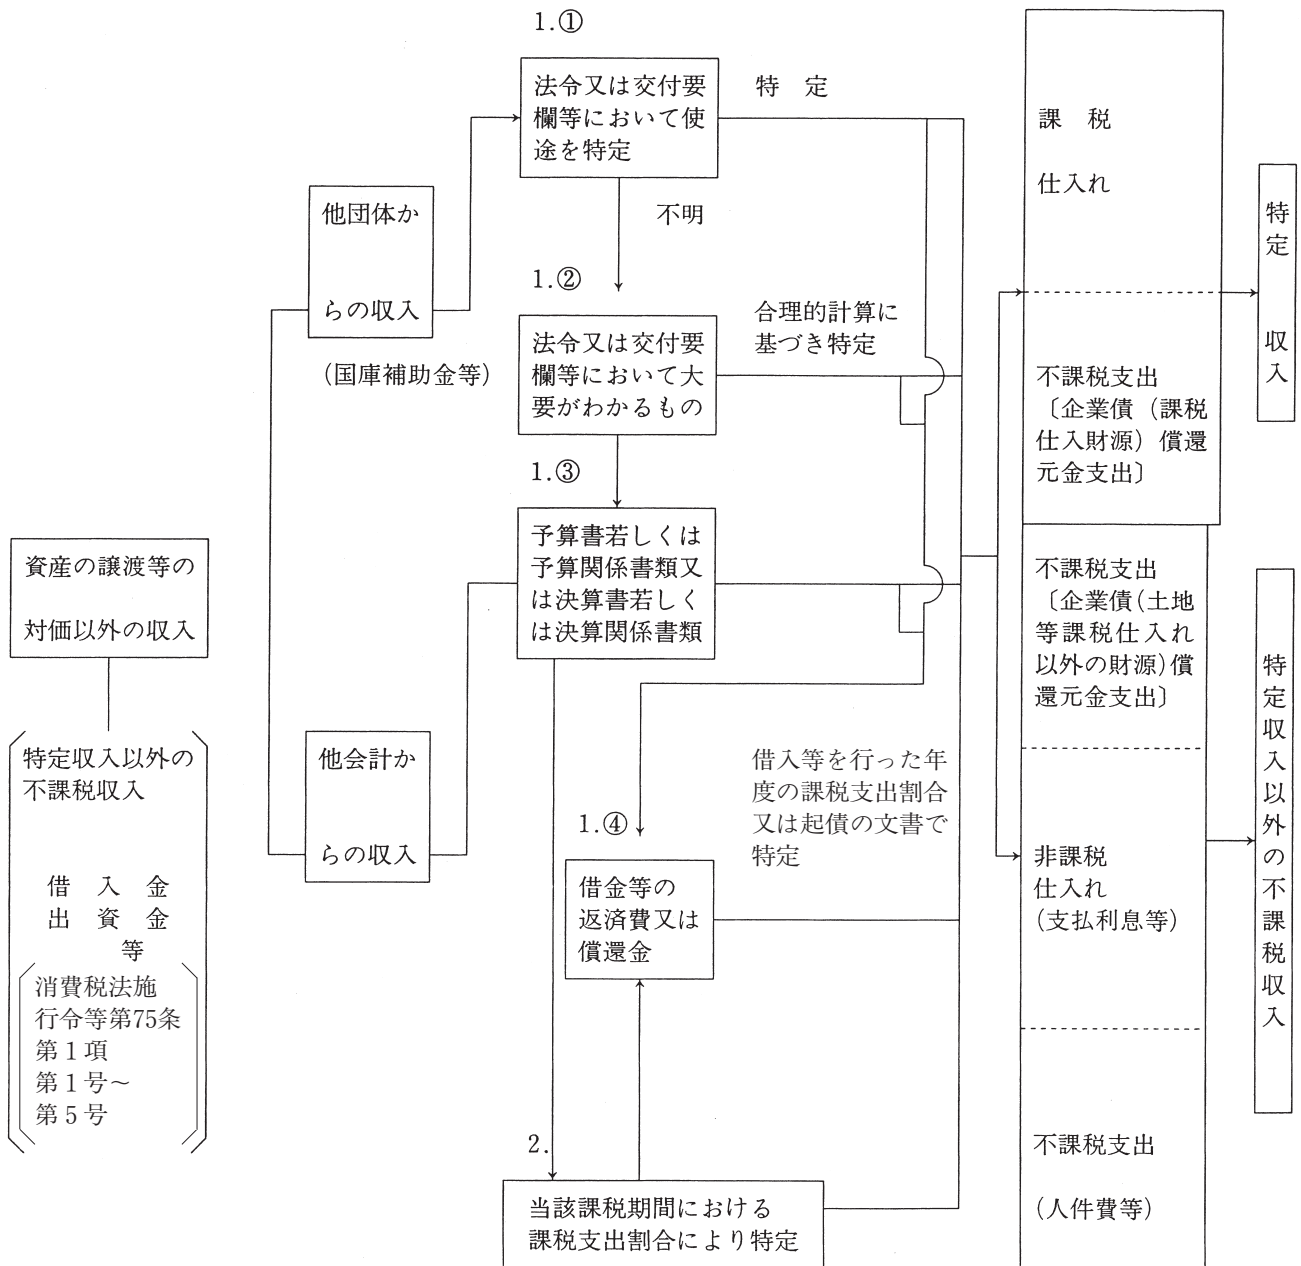 1.①
法令又は交付要
欄等において使
途を特定
特　定
不明
他団体か
らの収入
(国庫補助金等)
1.②
法令又は交付要
欄等において大
要がわかるもの
合理的計算に
基づき特定
1.③
予算書若しくは
予算関係書類又
は決算書若しく
は決算関係書類
資産の譲渡等の
対価以外の収入
特定収入以外の
不課税収入
借　入　金
出　資　金
等
消費税法施
行令等第75条
第１項
第１号～
第５号
他会計か
らの収入
1.④
借金等の
返済費又は
償還金
借入等を行った年
度の課税支出割合
又は起債の文書で
特定
2.
当該課税期間における
課税支出割合により特定
課　税
仕入れ
不課税支出
〔企業債（課税
仕入財源）償還
元金支出〕
不課税支出
〔企業債(土地
等課税仕入れ
以外の財源)償
還元金支出〕
非課税
仕入れ
(支払利息等)
不課税支出
(人件費等)
特定　収入
特定収入以外の不課税収入